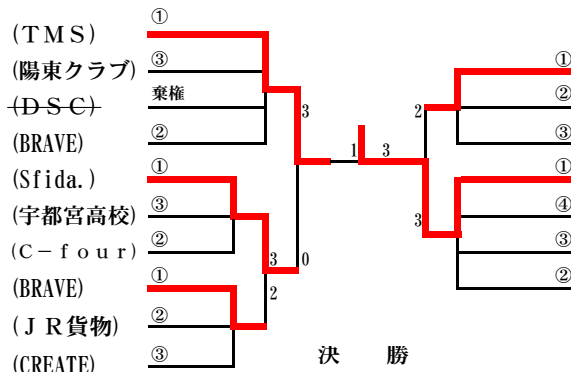 (TMS) ①
(陽東クラブ) ③
(DSC) 棄権
(BRAVE) ②
(Sfida.) ①
(宇都宮高校) ③
(C-four) ②
(BRAVE) ①
(JR貨物) ②
(CREATE) ③
3
3 0
2
1 3
2
3
①
②
③
①
④
③
②
決 勝